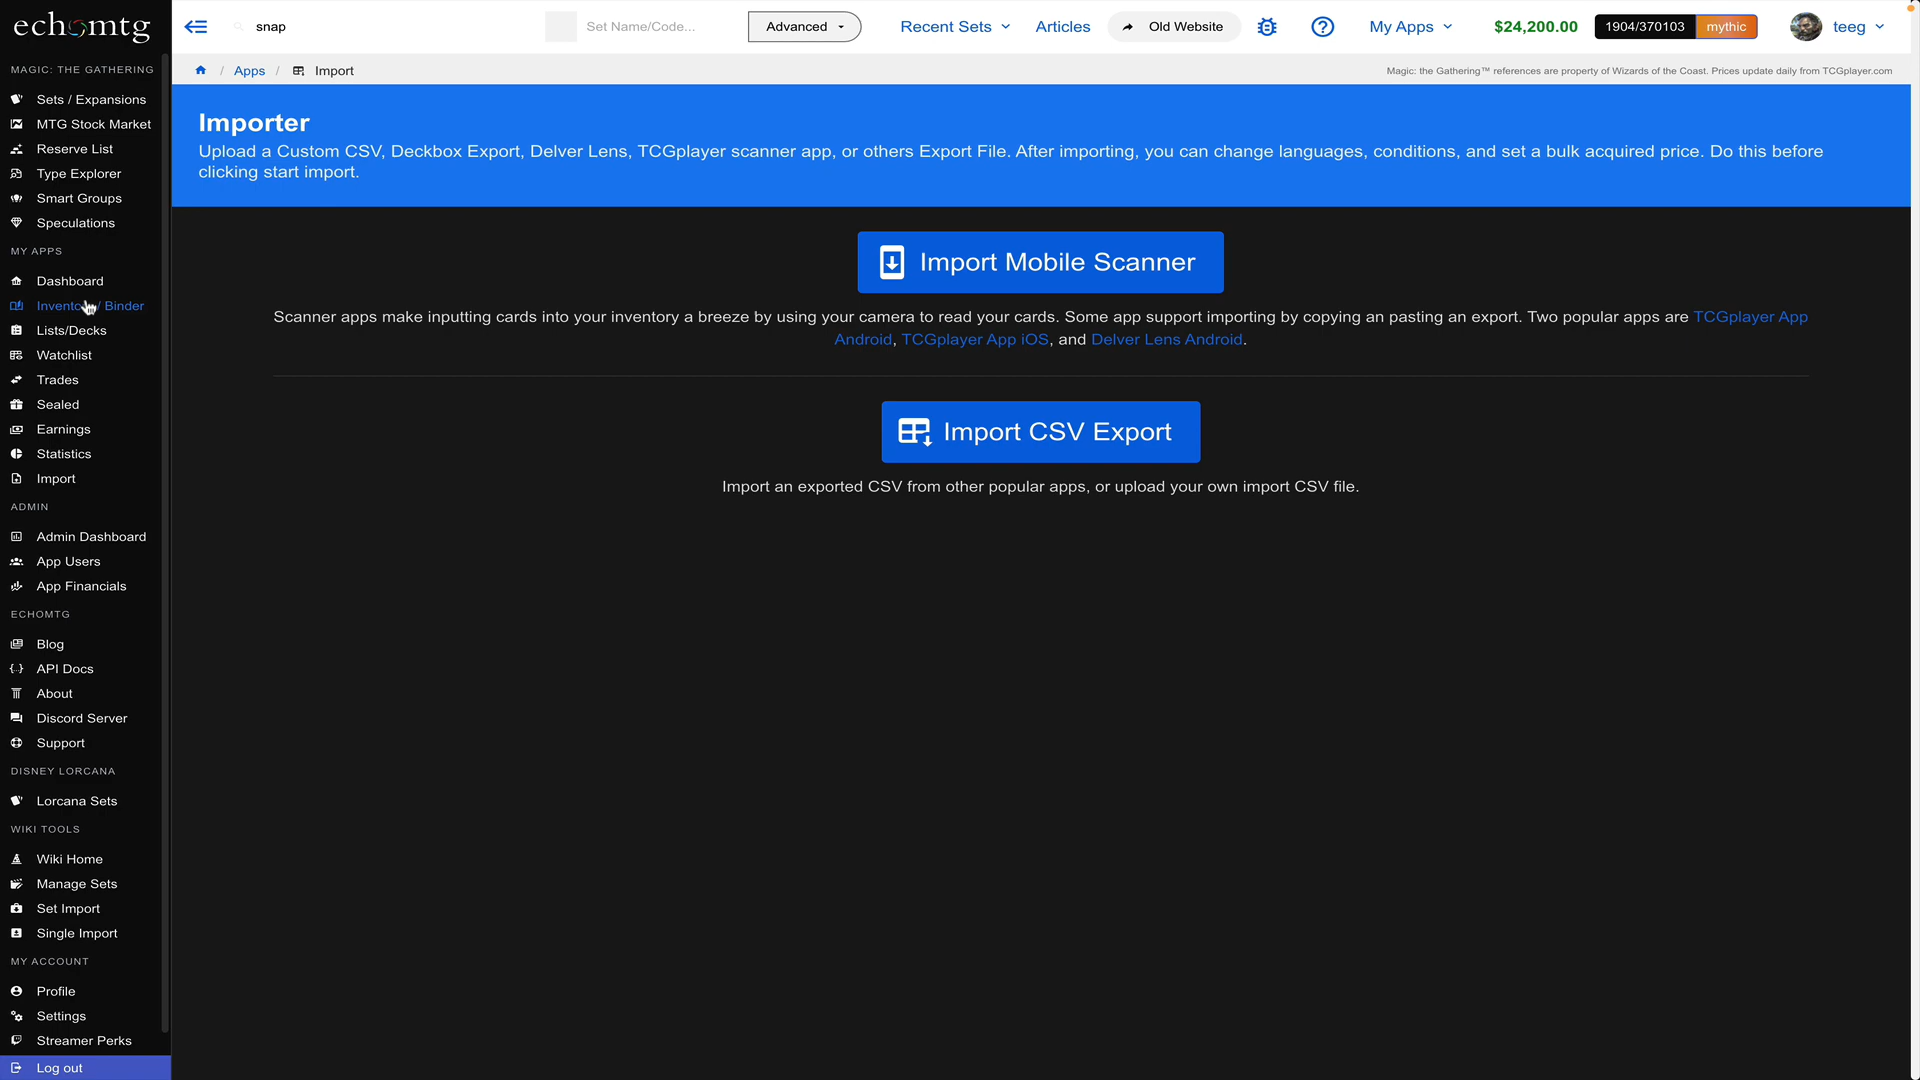 echomtg
snap
Set Name/Code...
Advanced
Recent Sets
Articles
Old Website
My Apps
$24,200.00
1904/370103
mythic
teeg
/ Apps / Import
Magic: the Gathering™ references are property of Wizards of the Coast. Prices update daily from TCGplayer.com
MAGIC: THE GATHERING
Sets / Expansions
MTG Stock Market
Reserve List
Type Explorer
Smart Groups
Speculations
MY APPS
Dashboard
/ Binder
Lists/Decks
Watchlist
Trades
Sealed
Earnings
Statistics
Import
ADMIN
Admin Dashboard
App Users
App Financials
ECHOMTG
Blog
API Docs
About
Discord Server
Support
DISNEY LORCANA
Lorcana Sets
WIKI TOOLS
Wiki Home
Manage Sets
Set Import
Single Import
MY ACCOUNT
Profile
Settings
Streamer Perks
Log out
Importer
Upload a Custom CSV, Deckbox Export, Delver Lens, TCGplayer scanner app, or others Export File. After importing, you can change languages, conditions, and set a bulk acquired price. Do this before
clicking start import.
Import Mobile Scanner
Scanner apps make inputting cards into your inventory a breeze by using your camera to read your cards. Some app support importing by copying an pasting an export. Two popular apps are TCGplayer App
Android, TCGplayer App iOS, and Delver Lens Android.
Import CSV Export
Import an exported CSV from other popular apps, or upload your own import CSV file.